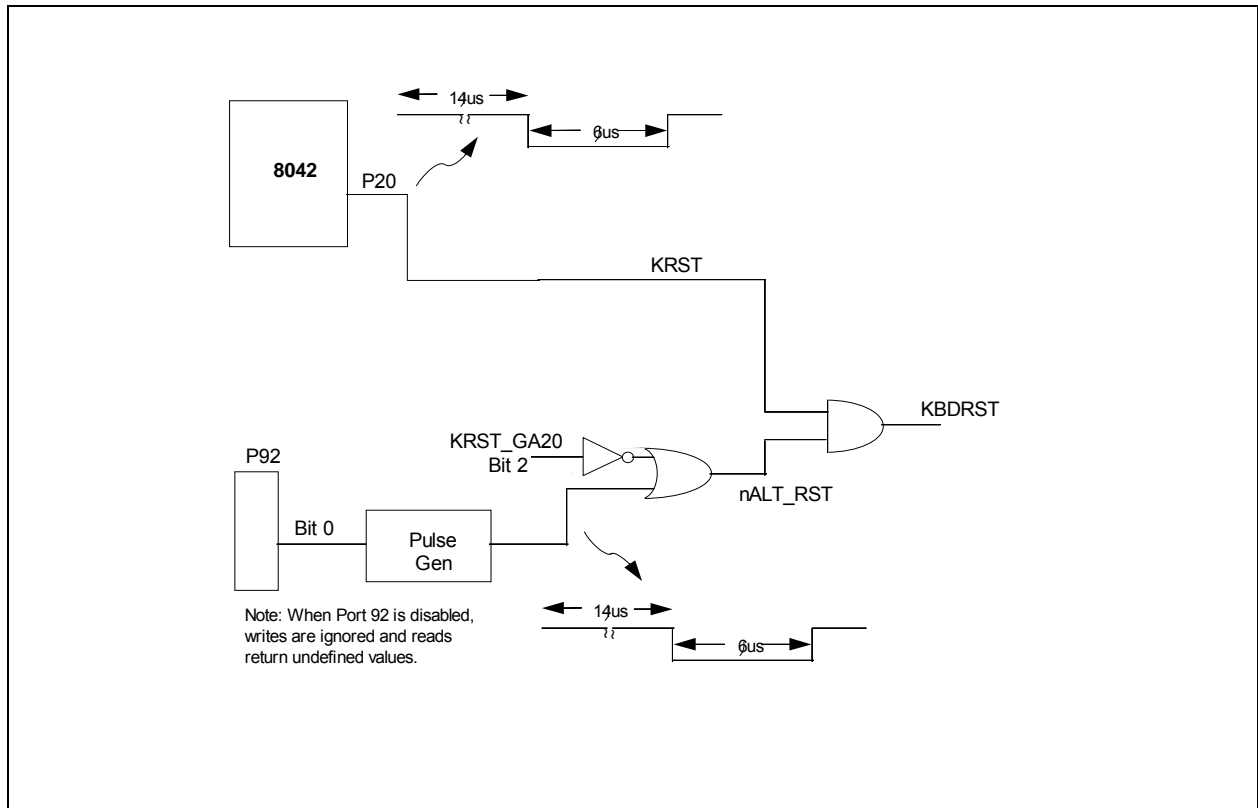 14us
~~
6us
8042
P20
KRST
KBDRST
KRST_GA20
Bit 2
nALT_RST
P92
Bit 0
Pulse
Gen
14us
~~
6us
Note: When Port 92 is disabled,
writes are ignored and reads
return undefined values.